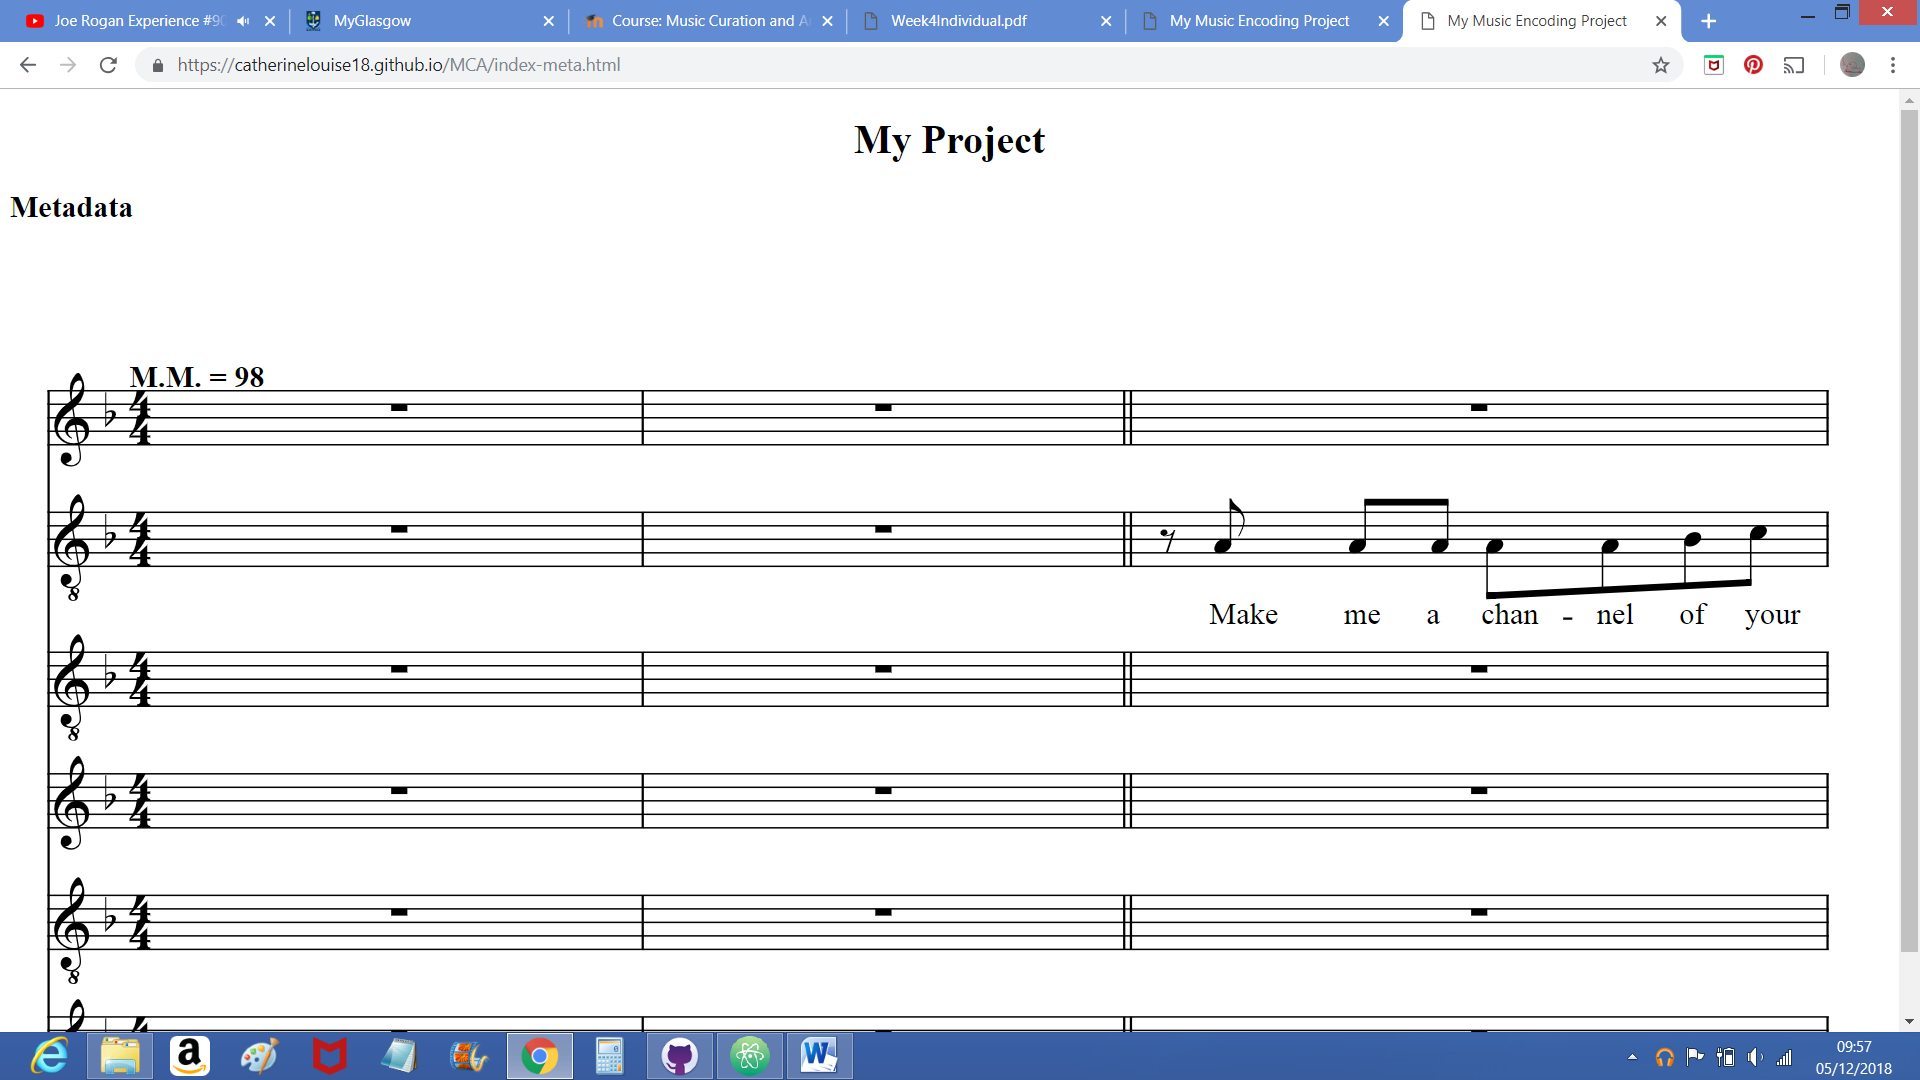 Joe Rogan Experience #90
MyGlasgow
Course: Music Curation and A
Week4Individual.pdf
My Music Encoding Project
My Music Encoding Project
https://catherinelouise18.github.io/MCA/index-meta.html
My Project
Metadata
M.M. = 98
Make me a chan - nel of your
09:57
05/12/2018